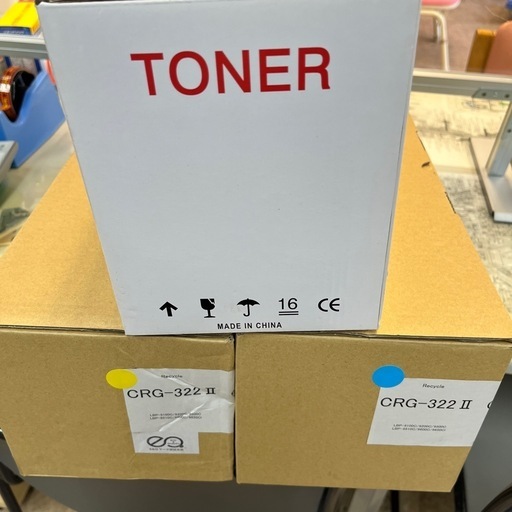 TONER
16 CE
MADE IN CHINA
Recycle
CRG-322 II
Recycle
CRG-322 II